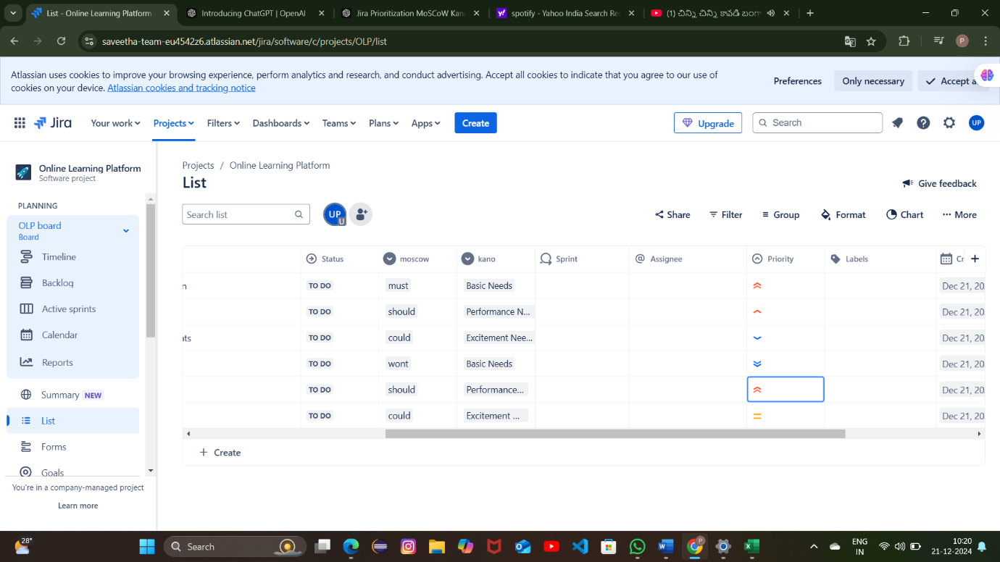 List - Online Learning Platform
Introducing ChatGPT | OpenAI
Jira Prioritization MoSCoW Kan
spotify - Yahoo India Search Re
(1) చిన్ని చిన్ని కావడి బంగా
saveetha-team-eu4542z6.atlassian.net/jira/software/c/projects/OLP/list
P
Atlassian uses cookies to improve your browsing experience, perform analytics and research, and conduct advertising. Accept all cookies to indicate that you agree to our use of
cookies on your device. Atlassian cookies and tracking notice
Preferences
Only necessary
Accept a
Jira
Your work
Projects
Filters
Dashboards
Teams
Plans
Apps
Create
Upgrade
Search
UP
Online Learning Platform
Software project
PLANNING
OLP board
Board
Timeline
Backlog
Active sprints
Calendar
Reports
Summary NEW
List
Forms
Goals
You're in a company-managed project
Learn more
Projects / Online Learning Platform
List
Give feedback
Search list
UP
U
Share
Filter
Group
Format
Chart
More
Status moscow kano Sprint Assignee Priority Labels Cr
n TO DO must Basic Needs Dec 21, 20
TO DO should Performance N... Dec 21, 20
ats TO DO could Excitement Nee... Dec 21, 20
TO DO wont Basic Needs Dec 21, 20
TO DO should Performance... Dec 21, 20
TO DO could Excitement ... Dec 21, 20
+ Create
28°
Search
P
ENG
IN
10:20
21-12-2024